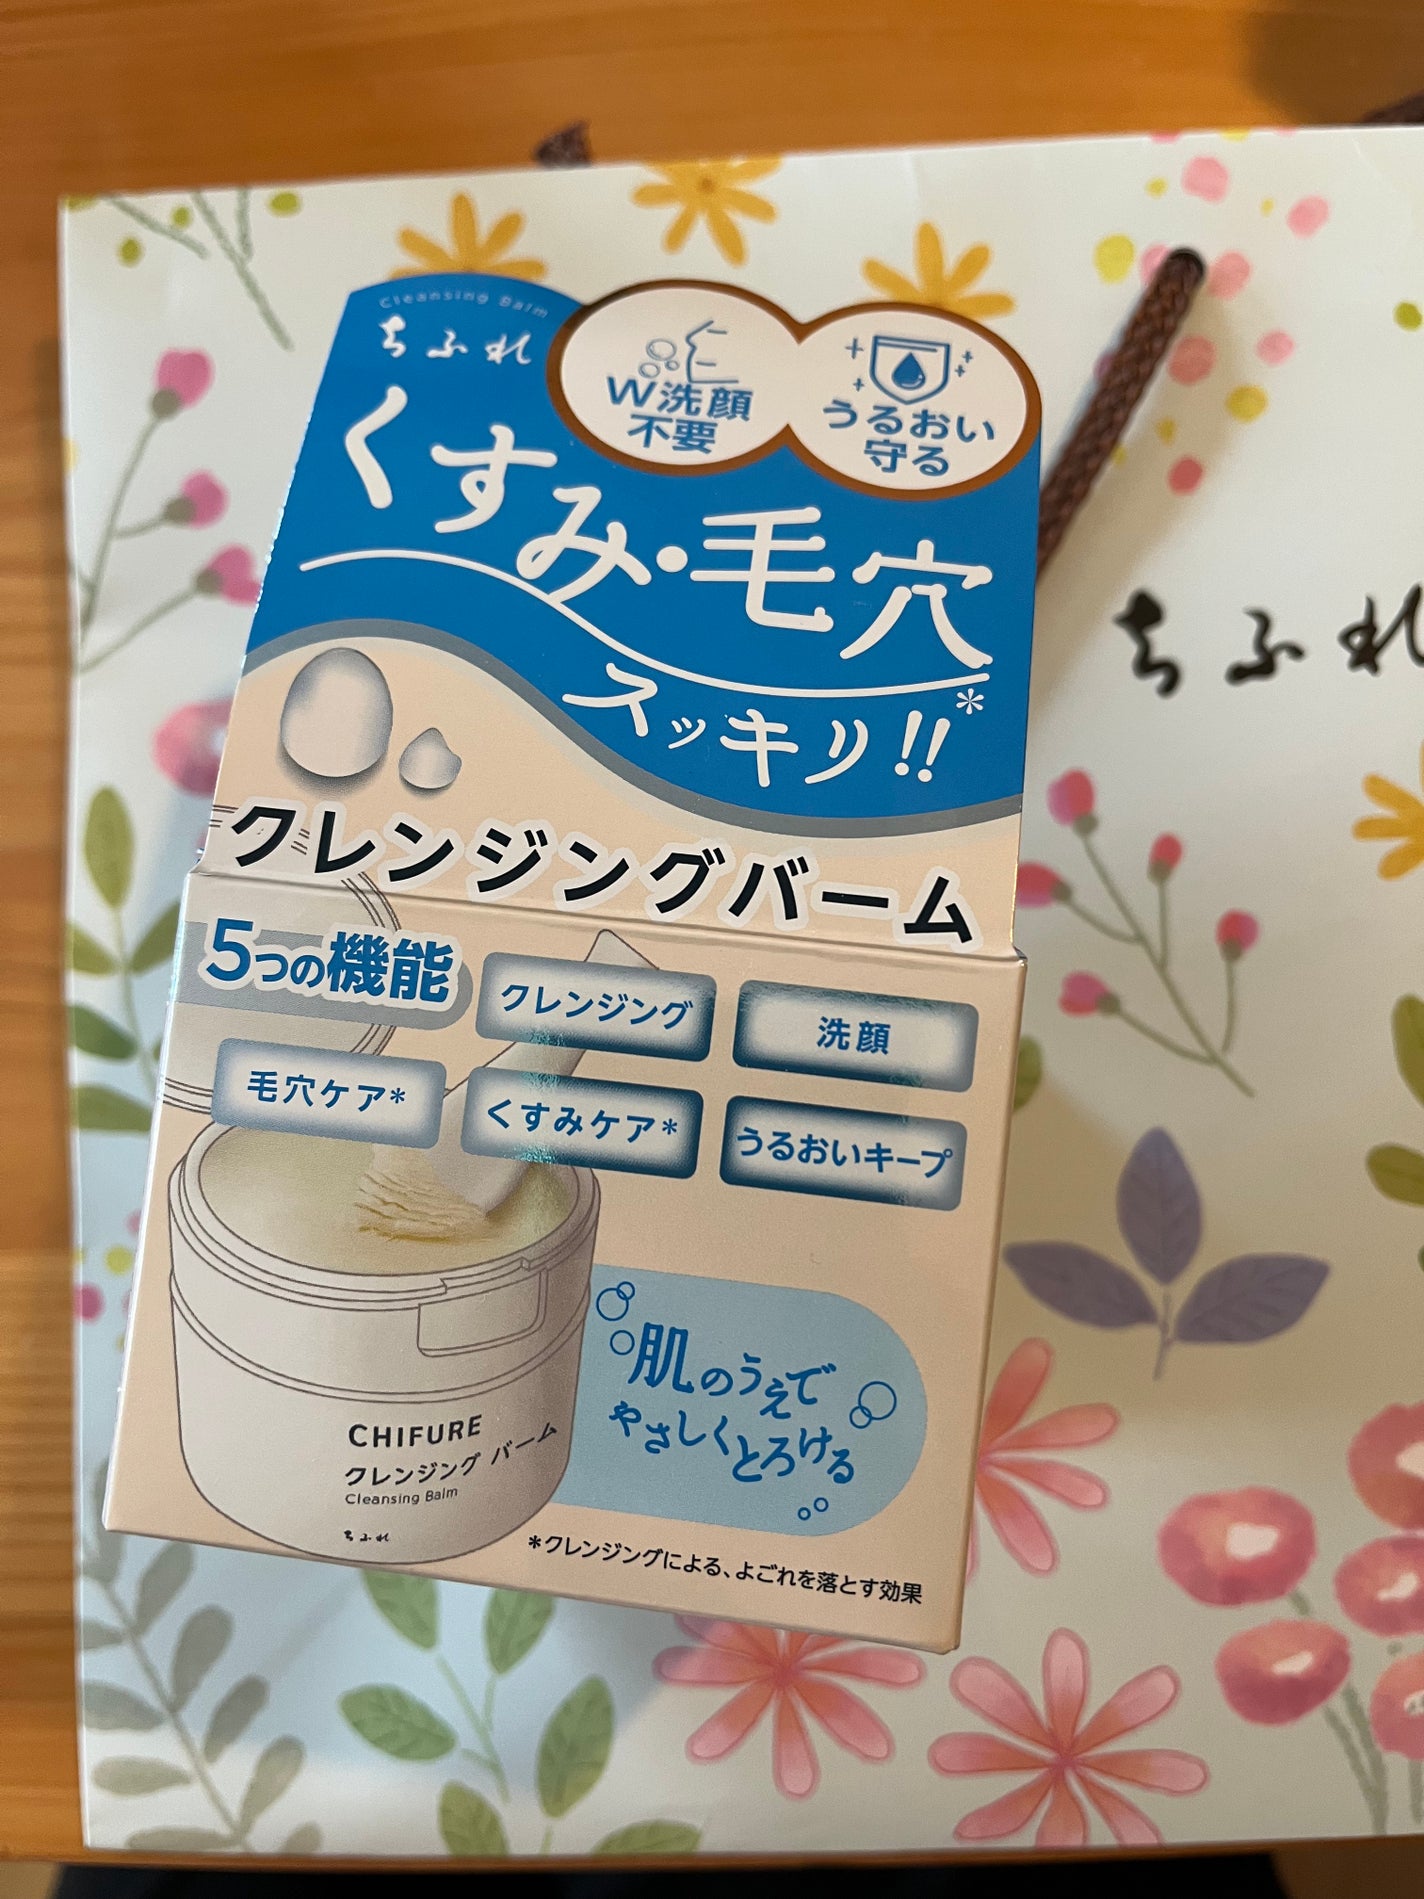 Cleansing Balm
ちふれ
W洗顔
不要
うるおい
守る
くすみ・毛穴
スッキリ!!*
クレンジングバーム
5つの機能
クレンジング
洗顔
毛穴ケア*
くすみケア*
うるおいキープ
肌のうえで
やさしくとろける
CHIFURE
クレンジング バーム
Cleansing Balm
ちふれ
*クレンジングによる、よごれを落とす効果
ちふれ